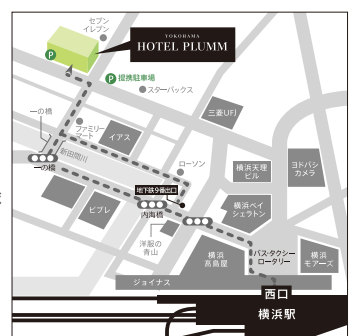 セブン
イレブン
YOKOHAMA
HOTEL PLUMM
P
P 提携駐車場
スターバックス
三菱UFJ
一の橋
ファミリー
マート
イアス
新田間川
ローソン
一の橋
地下鉄9番出口
横浜天理
ビル
ヨドバシ
カメラ
ビブレ
内海橋
横浜ベイ
シェラトン
洋服の
青山
横浜
高島屋
バス・タクシー
ロータリー
横浜
モアーズ
ジョイナス
西口
横浜駅